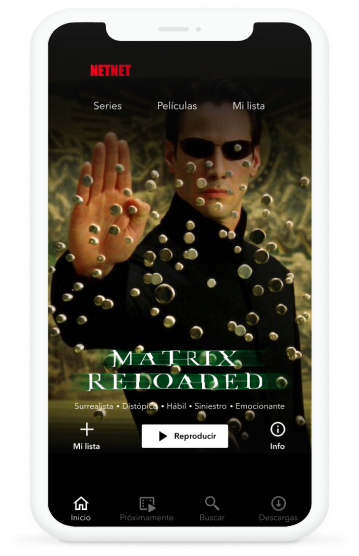 NETNET
Series Películas Mi lista
MATRIX
RELOADED
Surrealista • Distópico • Hábil • Siniestro • Emocionante
Mi lista Reproducir Info
Inicio Próximamente Buscar Descargas